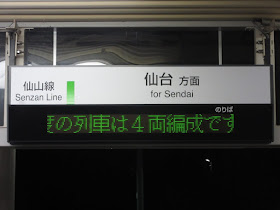 仙山線
Senzan Line
仙台 方面
for Sendai
のりば
の列車は4両編成です